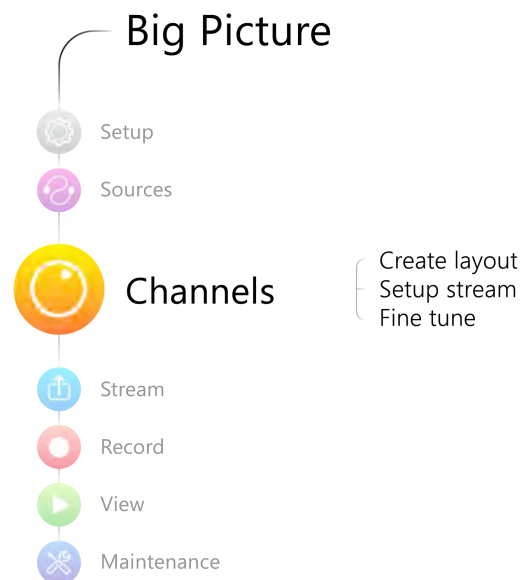 Big Picture
Setup
Sources
Channels
Create layout
Setup stream
Fine tune
Stream
Record
View
Maintenance